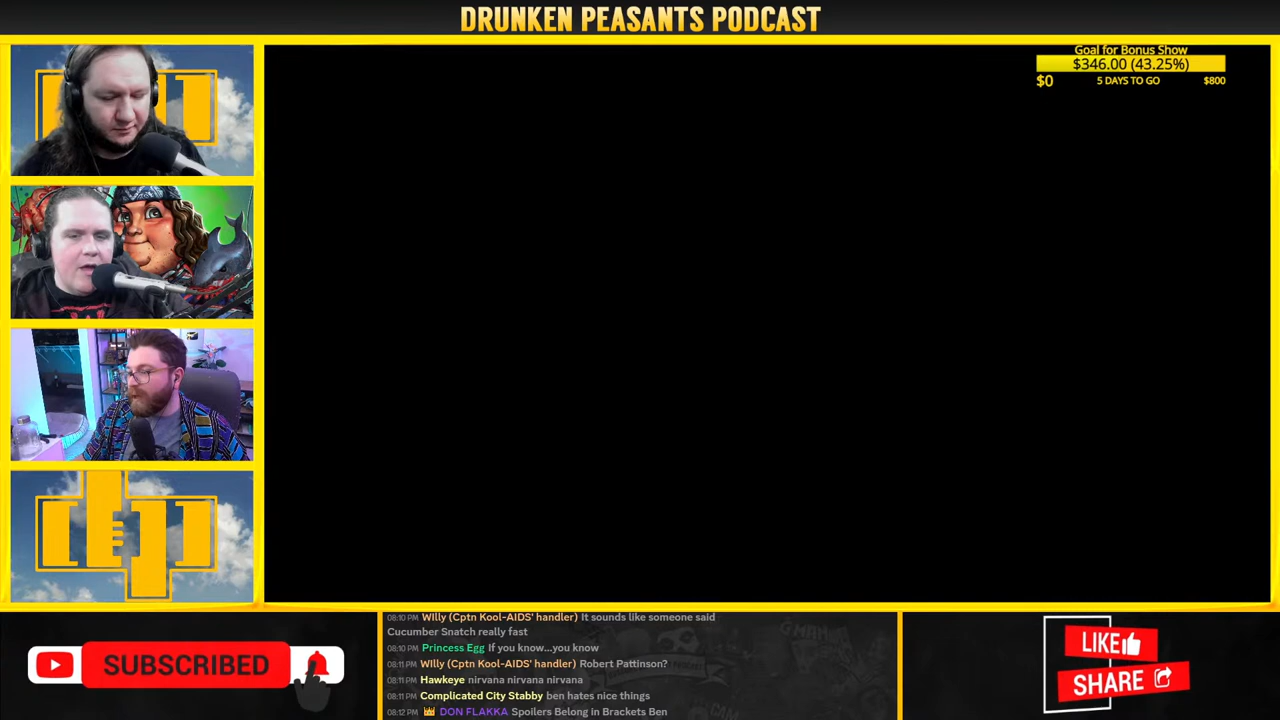 DRUNKEN PEASANTS PODCAST
Goal for Bonus Show
$346.00 (43.25%)
$0 5 DAYS TO GO $800
08:10 PM WIlly (Cptn Kool-AIDS' handler) It sounds like someone said
Cucumber Snatch really fast
08:10 PM Princess Egg If you know...you know
08:11 PM WIlly (Cptn Kool-AIDS' handler) Robert Pattinson?
08:11 PM Hawkeye nirvana nirvana nirvana
08:11 PM Complicated City Stabby ben hates nice things
08:12 PM DON FLAKKA Spoilers Belong in Brackets Ben
SUBSCRIBED
LIKE
SHARE